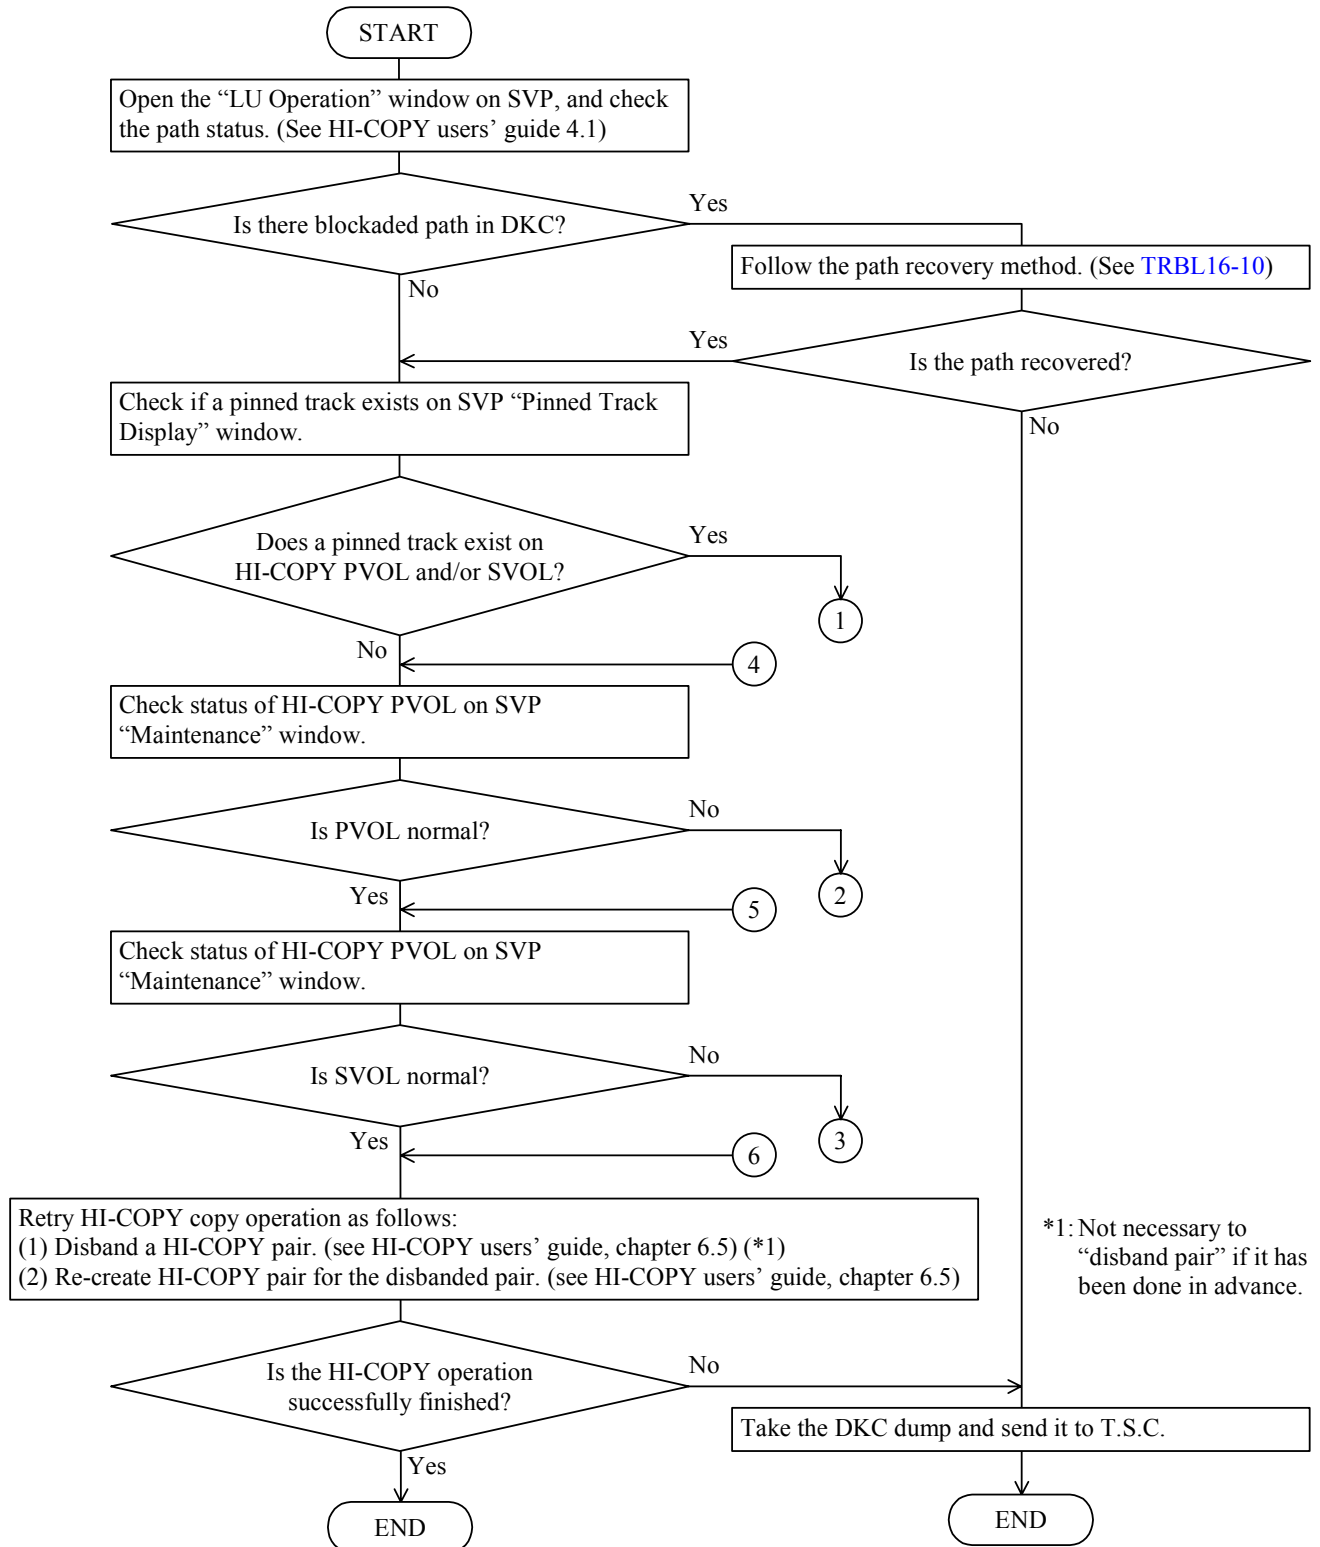 START
Open the “LU Operation” window on SVP, and check
the path status. (See HI-COPY users’ guide 4.1)
Is there blockaded path in DKC?
Yes
No
Follow the path recovery method. (See TRBL16-10)
Is the path recovered?
Yes
No
Check if a pinned track exists on SVP “Pinned Track
Display” window.
Does a pinned track exist on
HI-COPY PVOL and/or SVOL?
Yes
1
No
4
Check status of HI-COPY PVOL on SVP
“Maintenance” window.
Is PVOL normal?
No
2
Yes
5
Check status of HI-COPY PVOL on SVP
“Maintenance” window.
Is SVOL normal?
No
3
Yes
6
Retry HI-COPY copy operation as follows:
(1) Disband a HI-COPY pair. (see HI-COPY users’ guide, chapter 6.5) (*1)
(2) Re-create HI-COPY pair for the disbanded pair. (see HI-COPY users’ guide, chapter 6.5)
*1: Not necessary to
“disband pair” if it has
been done in advance.
Is the HI-COPY operation
successfully finished?
No
Yes
Take the DKC dump and send it to T.S.C.
END
END